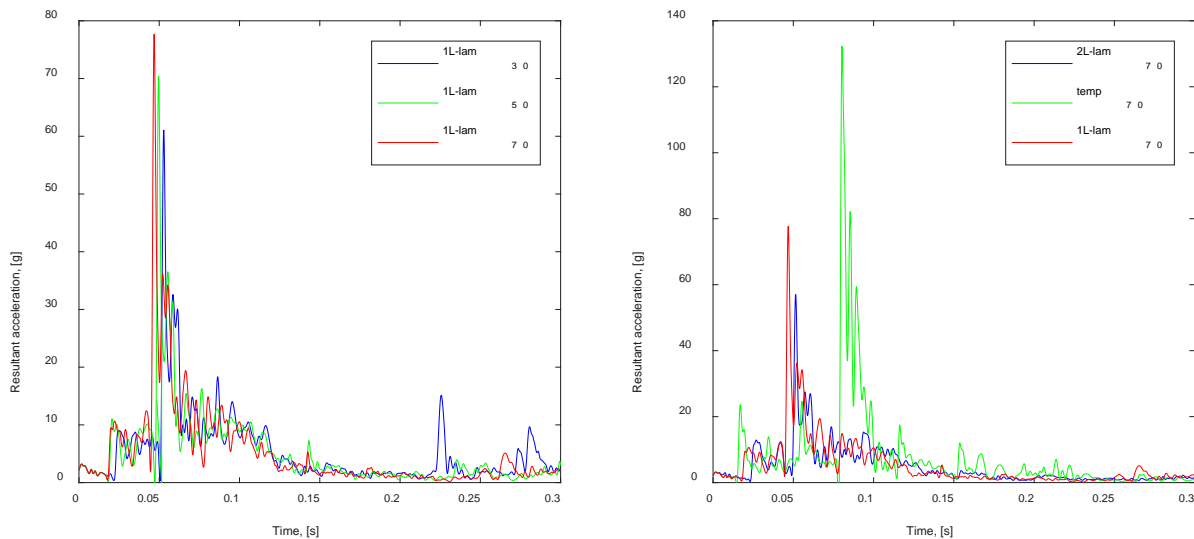 80
70
60
50
40
30
20
10
0
Resultant acceleration, [g]
1L-lam
3 0
1L-lam
5 0
1L-lam
7 0
0 0.05 0.1 0.15 0.2 0.25 0.3
Time, [s]
140
120
100
80
60
40
20
0
Resultant acceleration, [g]
2L-lam
7 0
temp
7 0
1L-lam
7 0
0 0.05 0.1 0.15 0.2 0.25 0.3
Time, [s]